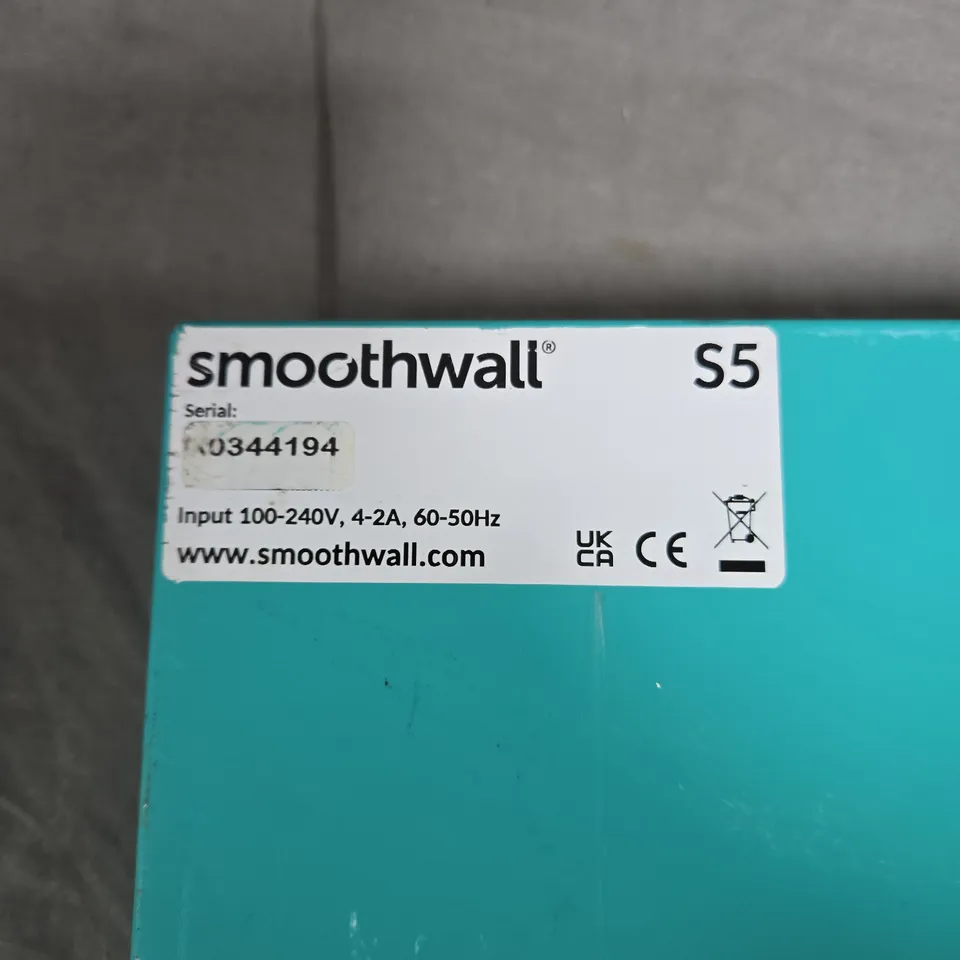 smoothwall®
S5
Serial:
0344194
Input 100-240V, 4-2A, 60-50Hz
www.smoothwall.com
UK
CA
CE